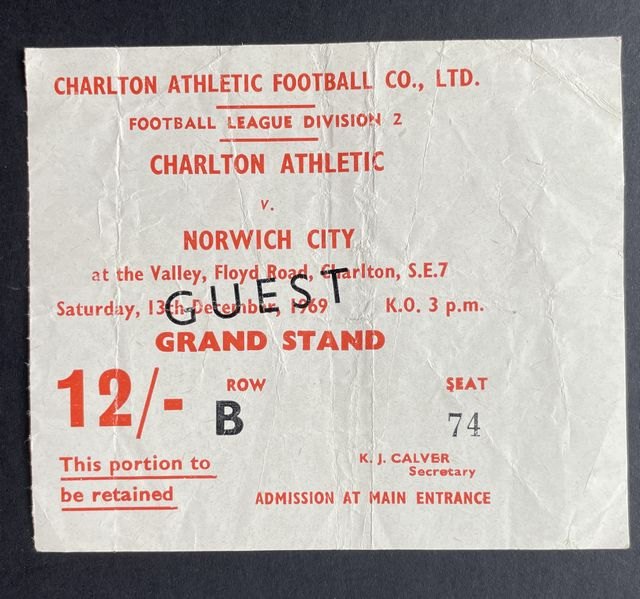 CHARLTON ATHLETIC FOOTBALL CO., LTD.
FOOTBALL LEAGUE DIVISION 2
CHARLTON ATHLETIC
v.
NORWICH CITY
at the Valley, Floyd Road, Charlton, S.E.7
GUEST
Saturday, 13th December, 1969 K.O. 3 p.m.
GRAND STAND
12/- ROW SEAT
B 74
This portion to K. J. CALVER
Secretary
be retained ADMISSION AT MAIN ENTRANCE